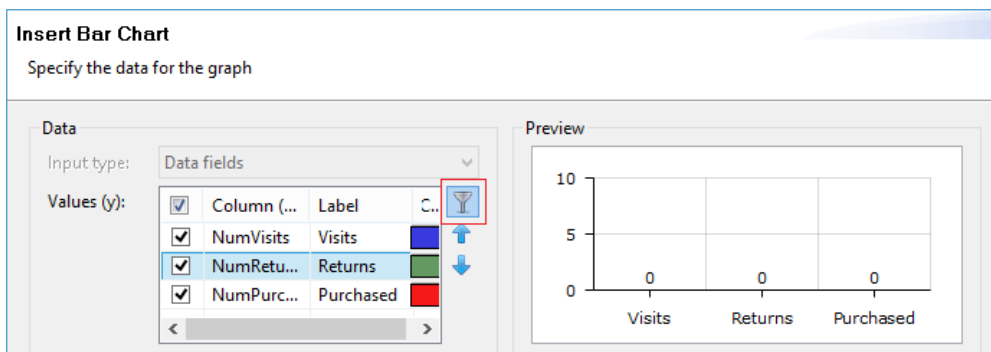 Insert Bar Chart
Specify the data for the graph
Data
Input type: Data fields
Values (y):
Column (... Label C..
NumVisits Visits
NumRetu... Returns
NumPurc... Purchased
Preview
10
5
0
0 0 0
Visits Returns Purchased